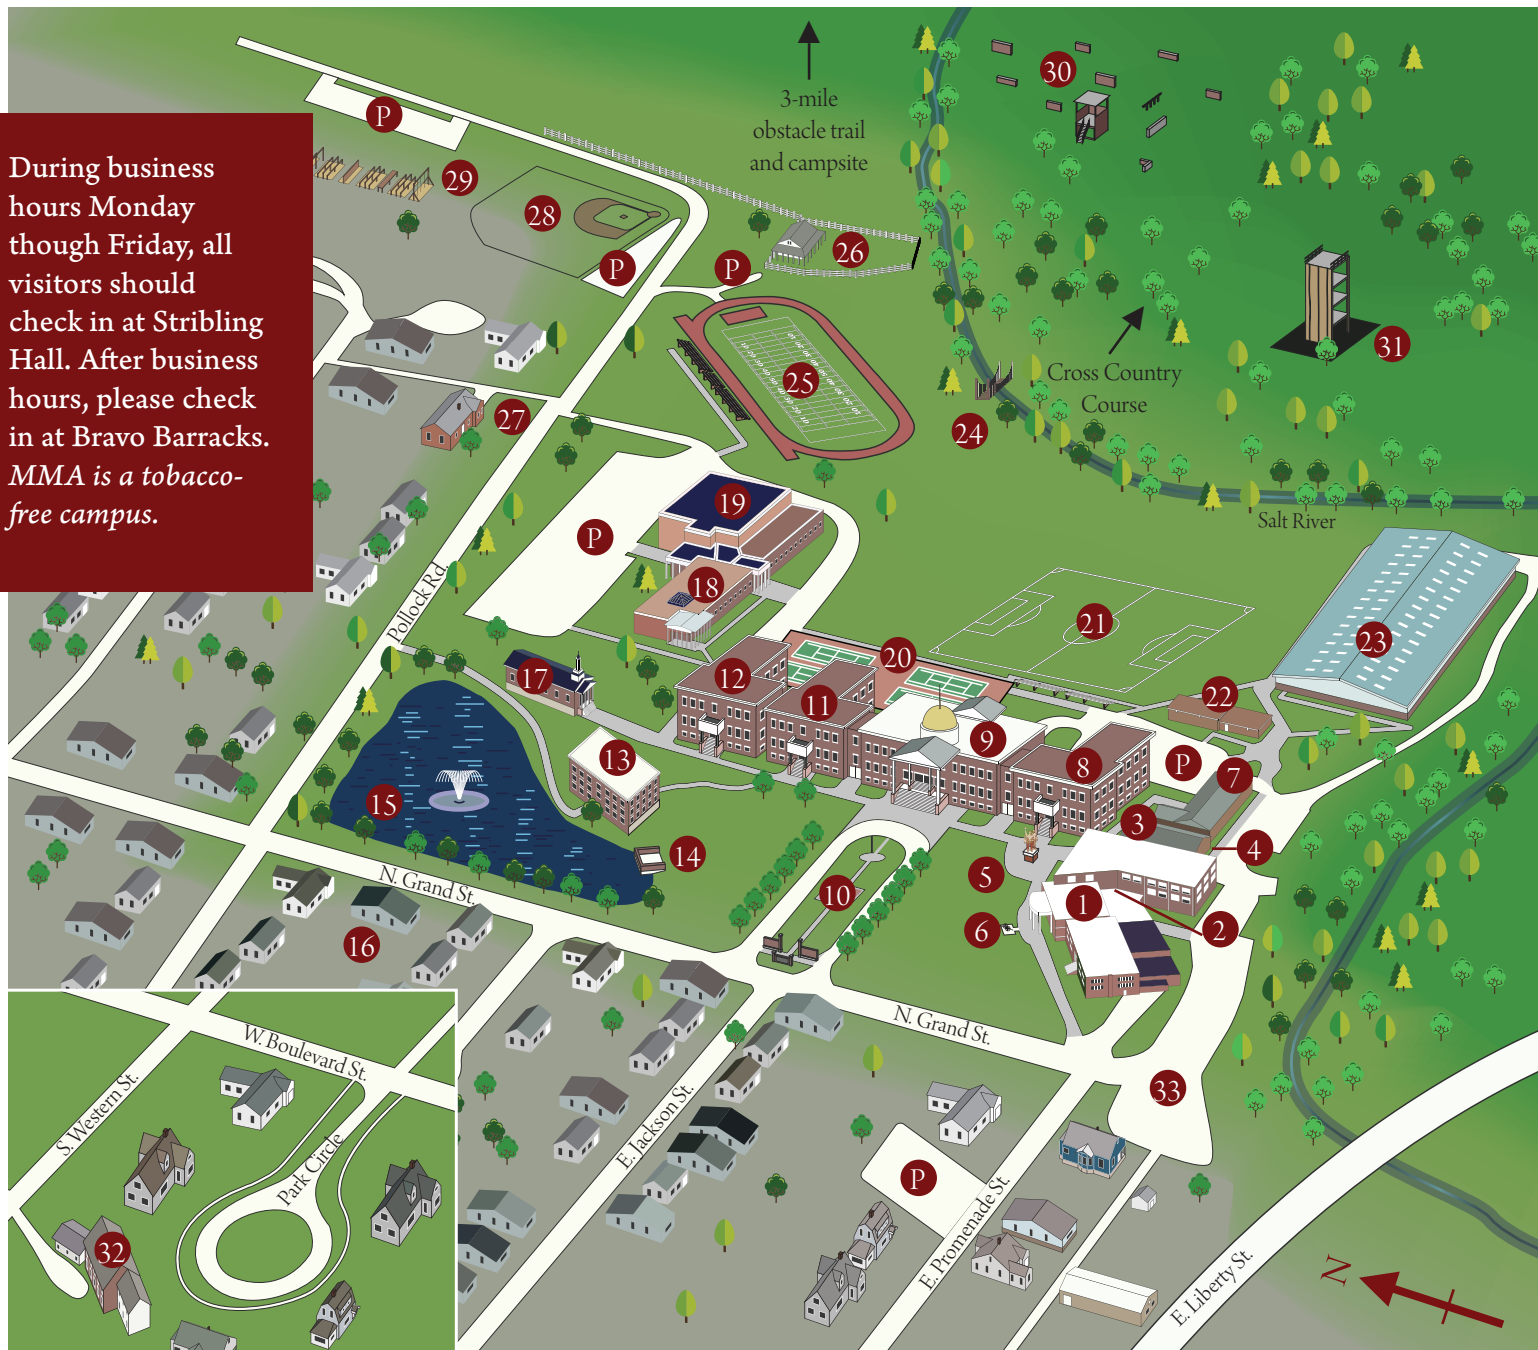 During business
hours Monday
though Friday, all
visitors should
check in at Stribling
Hall. After business
hours, please check
in at Bravo Barracks.
MMA is a tobacco-
free campus.
3-mile
obstacle trail
and campsite
30
P
29
28
P
P
26
31
Cross Country
Course
25
27
24
19
P
Salt River
18
Pollock Rd.
21
23
20
17
12
11
22
9
13
8
P
7
15
3
4
14
5
10
1
2
6
N. Grand St.
16
N. Grand St.
W. Boulevard St.
S. Western St.
Park Circle
E. Jackson St.
33
P
E. Promenade St.
32
E. Liberty St.
N